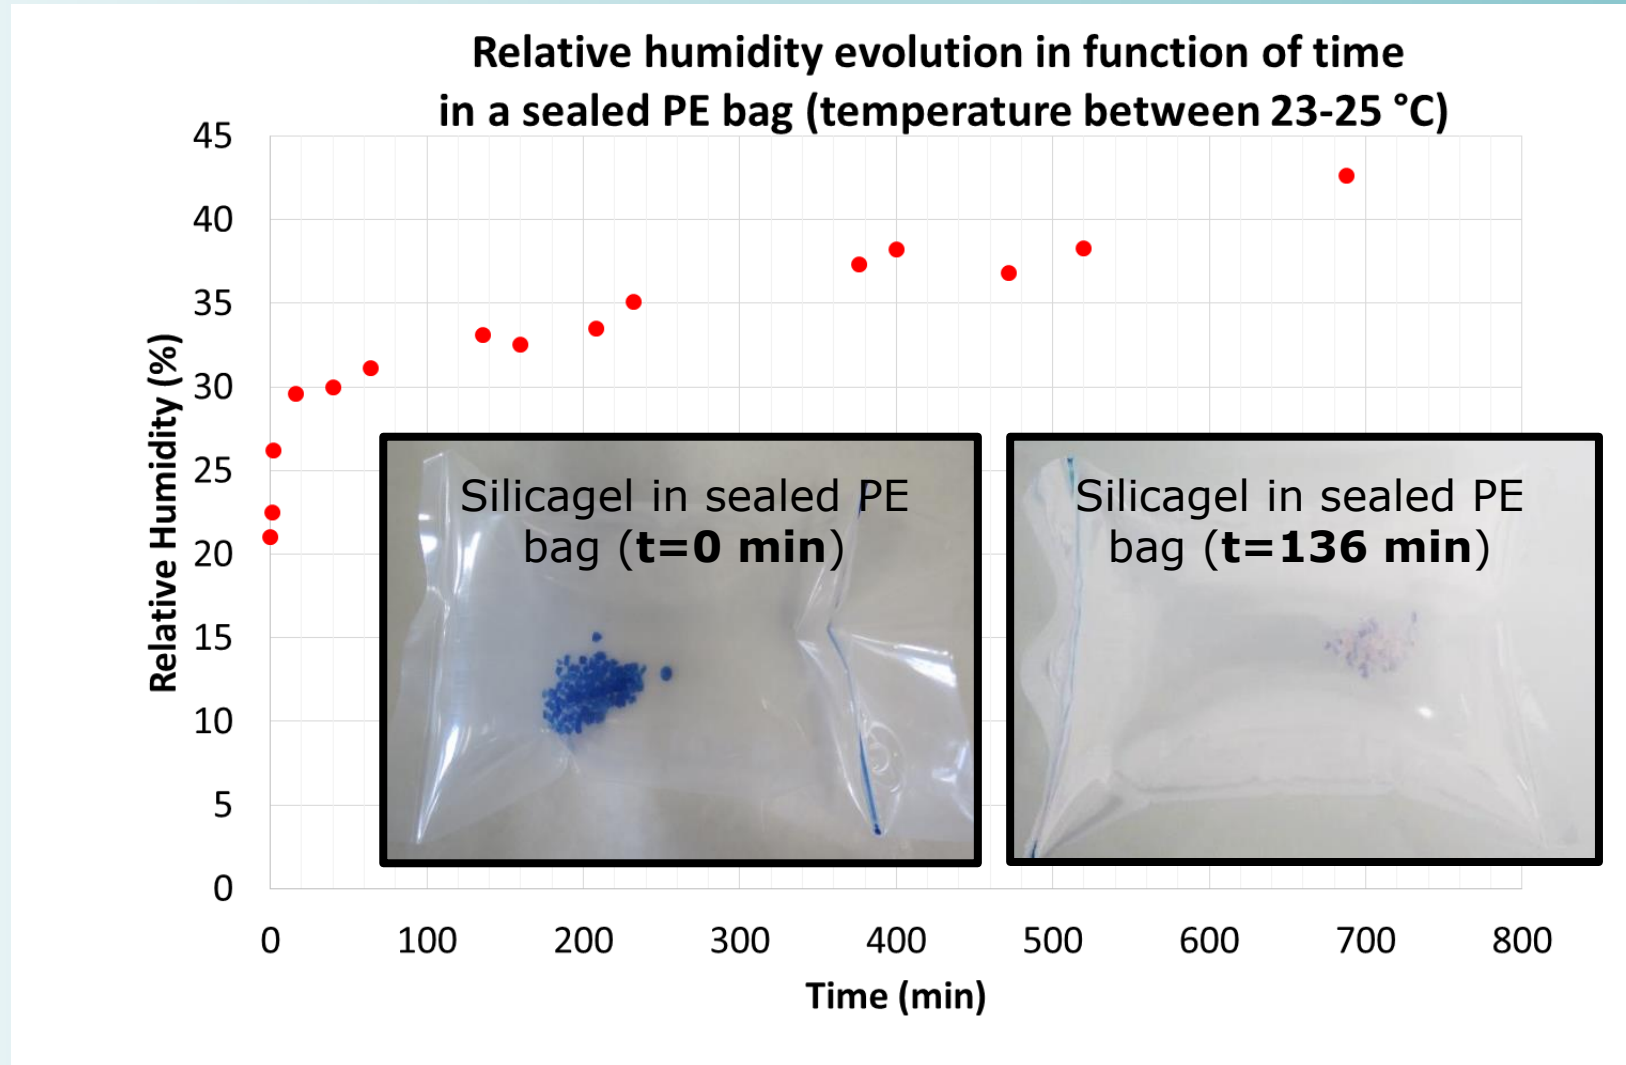 Relative humidity evolution in function of time
in a sealed PE bag (temperature between 23-25 °C)
45
40
35
30
25
20
15
10
5
0
Relative Humidity (%)
Silicagel in sealed PE
bag (t=0 min)
Silicagel in sealed PE
bag (t=136 min)
0 100 200 300 400 500 600 700 800
Time (min)